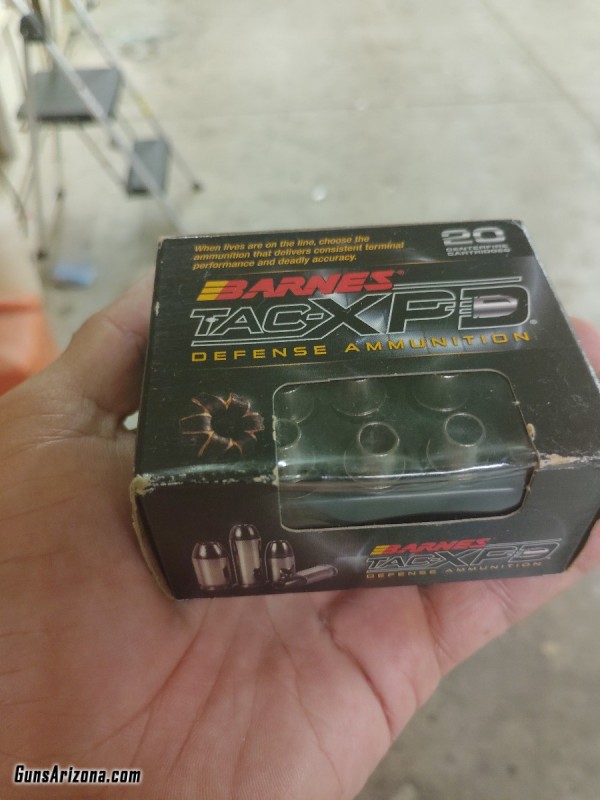 When lives are on the line, choose the
ammunition that delivers consistent terminal
performance and deadly accuracy.
20
CENTERFIRE
CARTRIDGES
BARNES®
TAC-XPD®
DEFENSE AMMUNITION
BARNES
TAC-XPD
DEFENSE AMMUNITION
GunsArizona.com